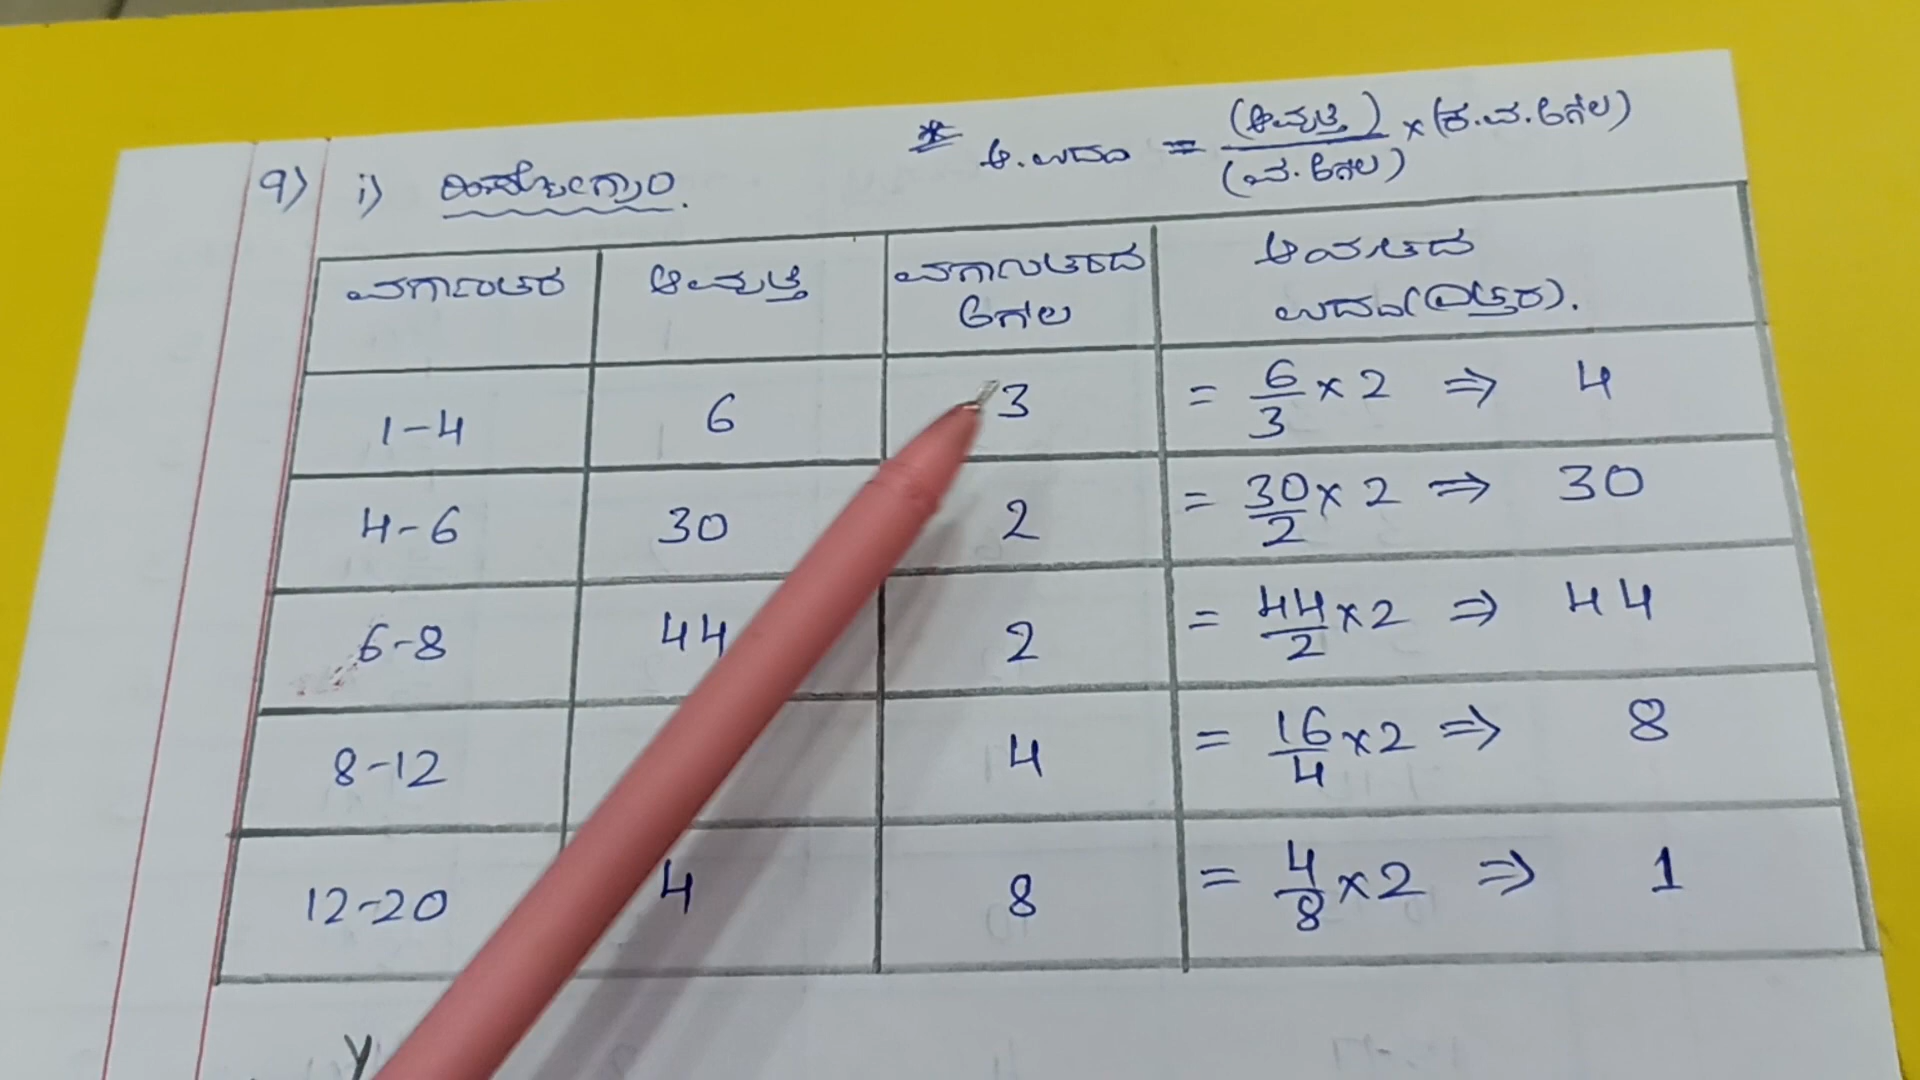 9) i) ಹಿಸ್ಟೋಗ್ರಾಂ.
* ಆ.ಉದ್ದ = (ಆವೃತ್ತಿ) / (ವ.ಅಗಲ) × (ಕ.ವ.ಅಗಲ)
ವರ್ಗಾಂತರ ಆವೃತ್ತಿ ವರ್ಗಾಂತರದ ಅಗಲ ಆಯತದ ಉದ್ದ(ಎತ್ತರ).
1-4 6 3 = 6/3 × 2 ⇒ 4
4-6 30 2 = 30/2 × 2 ⇒ 30
6-8 44 2 = 44/2 × 2 ⇒ 44
8-12 4 = 16/4 × 2 ⇒ 8
12-20 4 8 = 4/8 × 2 ⇒ 1
Y